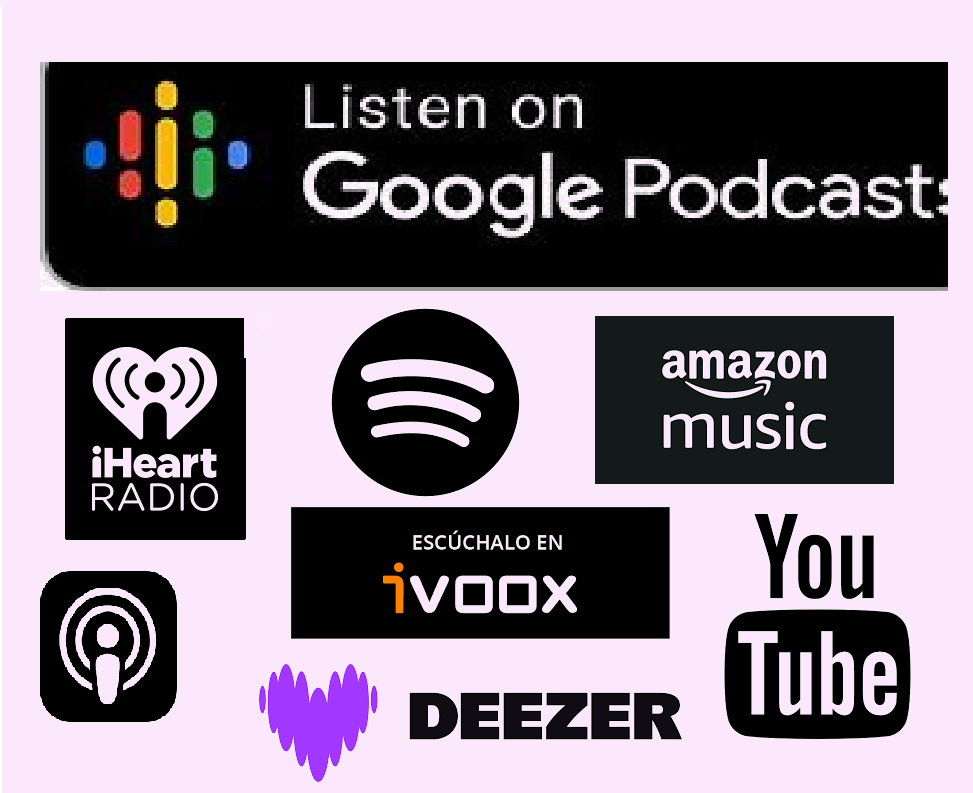 Listen on
Google Podcasts
iHeart
RADIO
amazon
music
ESCÚCHALO EN
ivoox
You
Tube
DEEZER